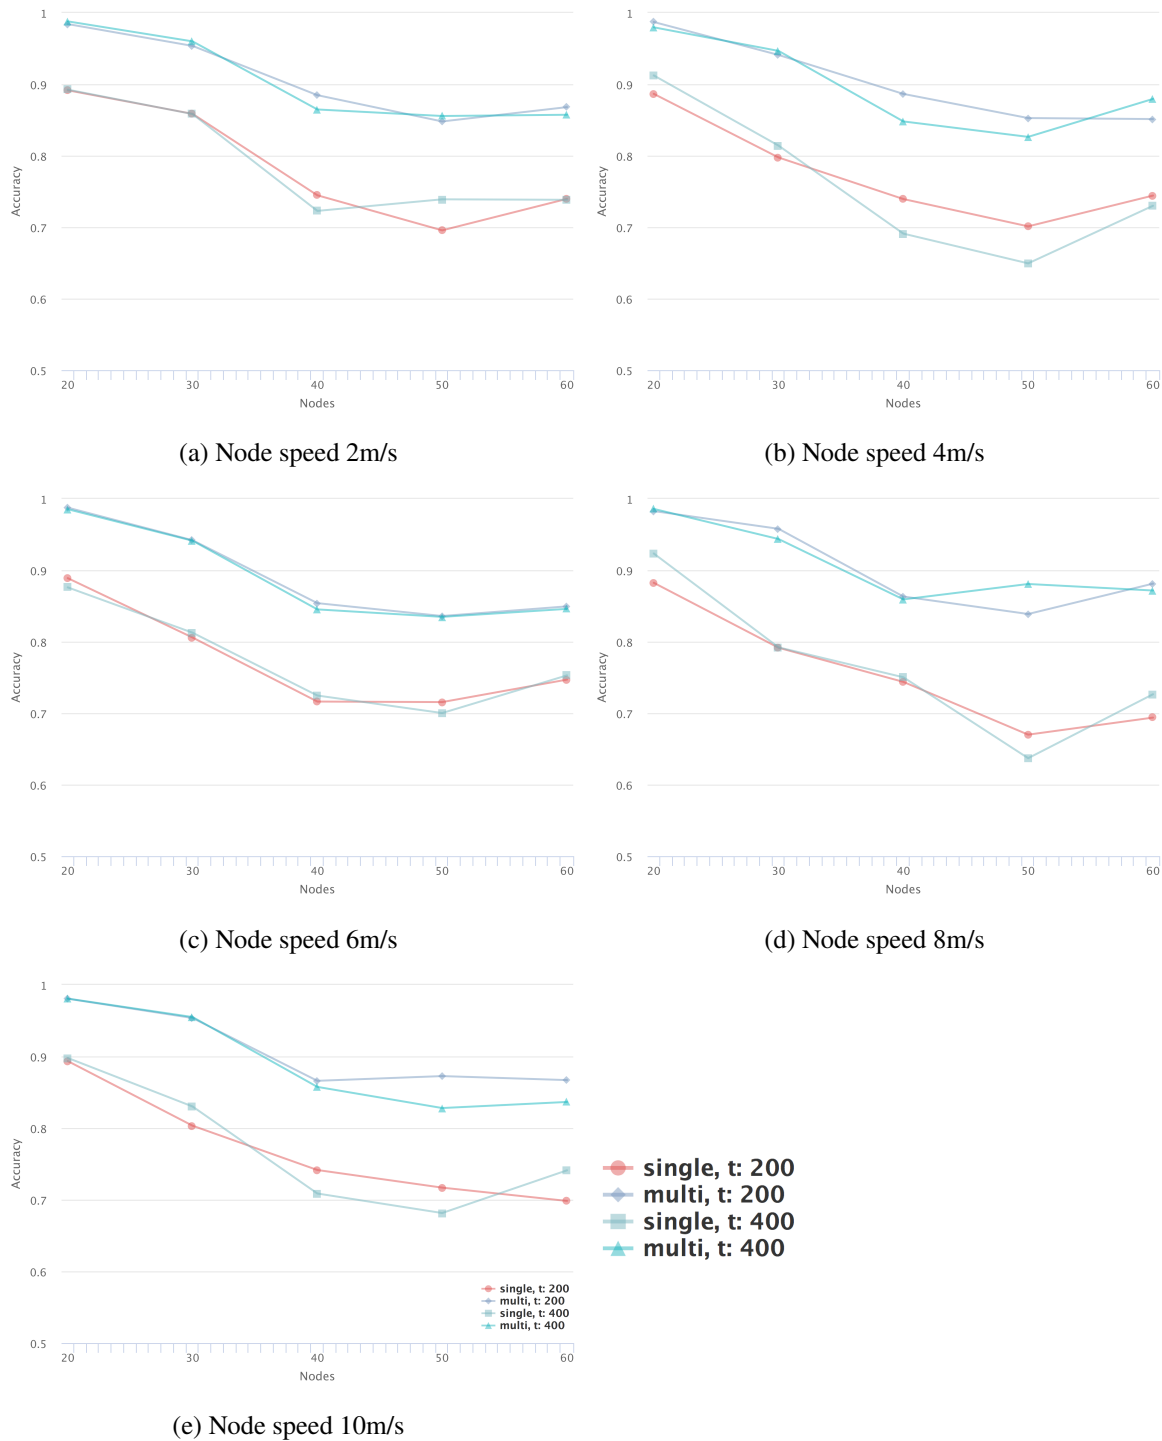 1
0.9
0.8
0.7
0.6
0.5
Accuracy
20 30 40 50 60
Nodes
(a) Node speed 2m/s
1
0.9
0.8
0.7
0.6
0.5
Accuracy
20 30 40 50 60
Nodes
(b) Node speed 4m/s
1
0.9
0.8
0.7
0.6
0.5
Accuracy
20 30 40 50 60
Nodes
(c) Node speed 6m/s
1
0.9
0.8
0.7
0.6
0.5
Accuracy
20 30 40 50 60
Nodes
(d) Node speed 8m/s
1
0.9
0.8
0.7
0.6
0.5
Accuracy
single, t: 200
multi, t: 200
single, t: 400
multi, t: 400
20 30 40 50 60
Nodes
(e) Node speed 10m/s
single, t: 200
multi, t: 200
single, t: 400
multi, t: 400